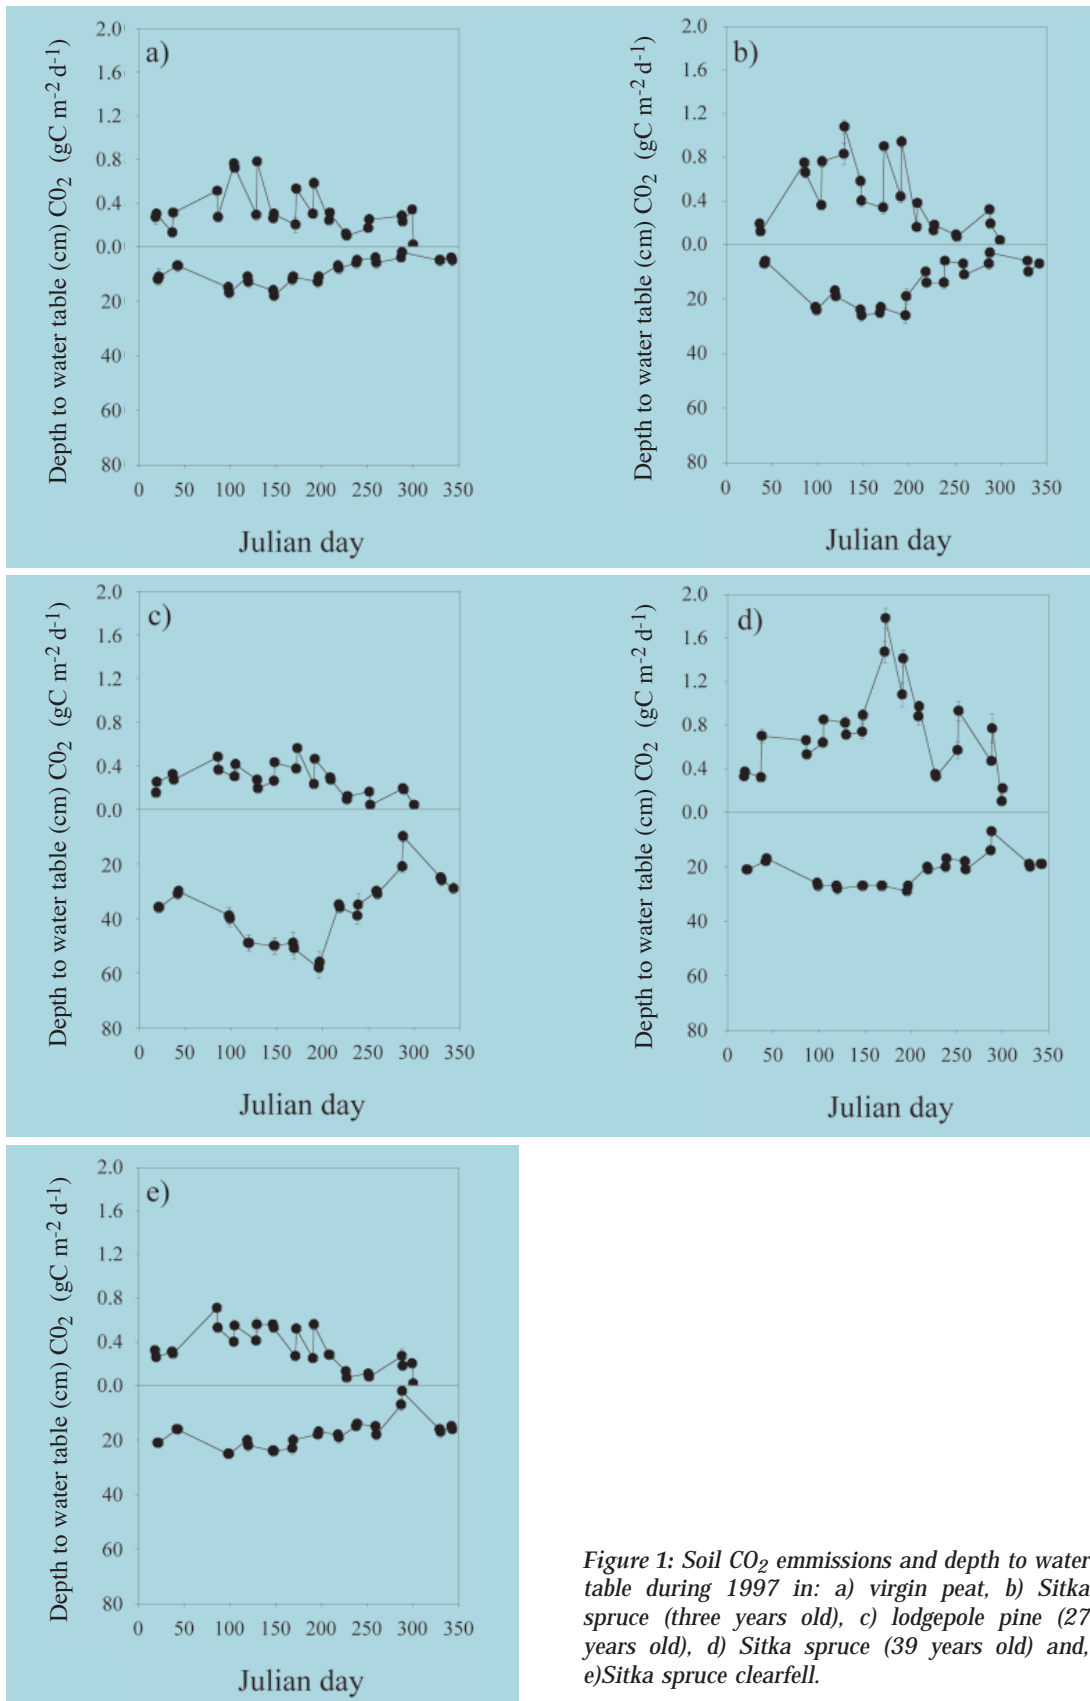 a)
Depth to water table (cm) C0₂ (gC m⁻² d⁻¹)
2.0
1.6
1.2
0.8
0.4
0.0
20
40
60
80
0 50 100 150 200 250 300 350
Julian day
b)
Depth to water table (cm) C0₂ (gC m⁻² d⁻¹)
2.0
1.6
1.2
0.8
0.4
0.0
20
40
60
80
0 50 100 150 200 250 300 350
Julian day
c)
Depth to water table (cm) C0₂ (gC m⁻² d⁻¹)
2.0
1.6
1.2
0.8
0.4
0.0
20
40
60
80
0 50 100 150 200 250 300 350
Julian day
d)
Depth to water table (cm) C0₂ (gC m⁻² d⁻¹)
2.0
1.6
1.2
0.8
0.4
0.0
20
40
60
80
0 50 100 150 200 250 300 350
Julian day
e)
Depth to water table (cm) C0₂ (gC m⁻² d⁻¹)
2.0
1.6
1.2
0.8
0.4
0.0
20
40
60
80
0 50 100 150 200 250 300 350
Julian day
Figure 1: Soil CO₂ emmissions and depth to water
table during 1997 in: a) virgin peat, b) Sitka
spruce (three years old), c) lodgepole pine (27
years old), d) Sitka spruce (39 years old) and,
e)Sitka spruce clearfell.